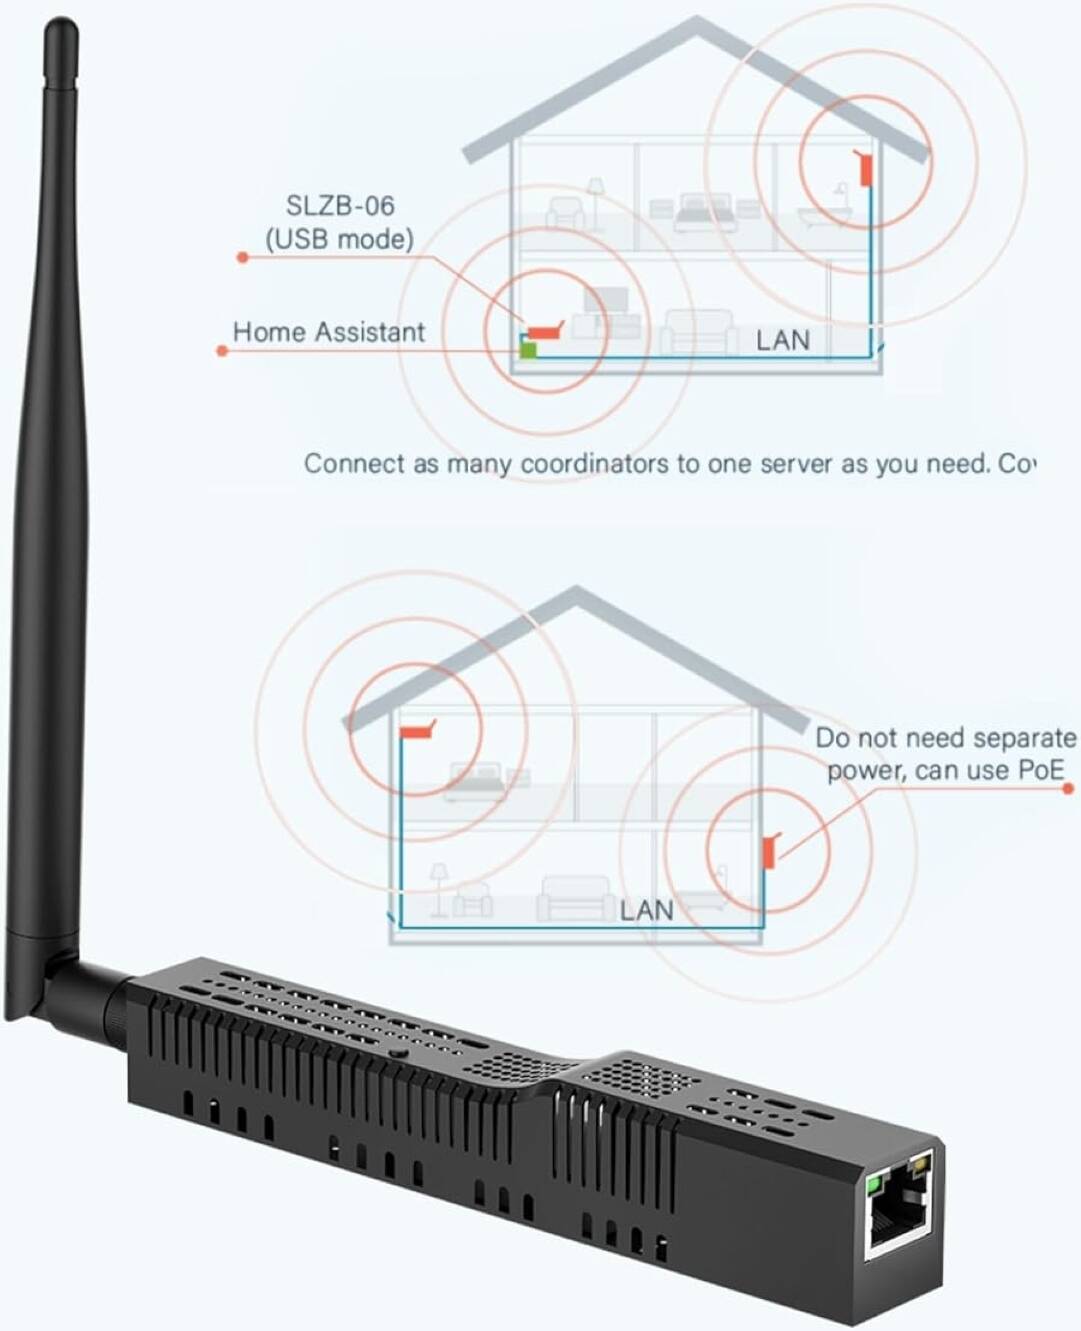 SLZB-06
(USB mode)
Home Assistant
LAN
Connect as many coordinators to one server as you need.
Do not need separate
power, can use PoE
LAN